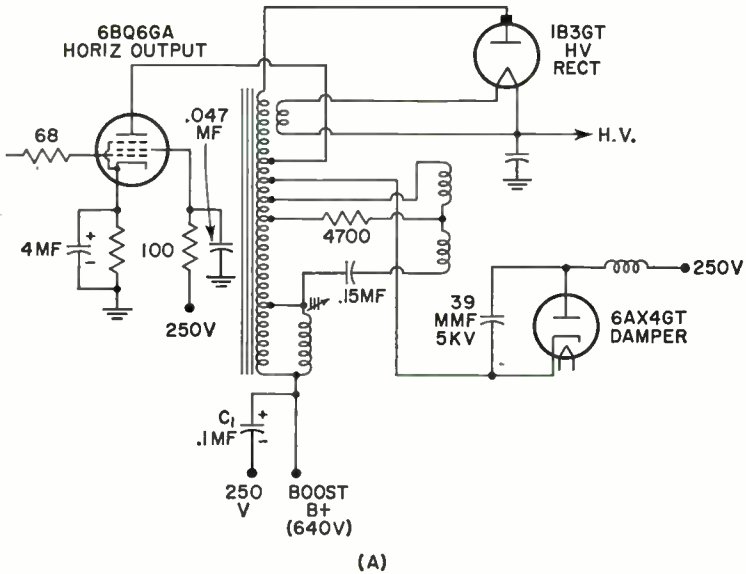 6BQ6GA
HORIZ OUTPUT
1B3GT
HV
RECT
.047
MF
68
H.V.
4MF
100
4700
.15MF
250V
39
MMF
5KV
6AX4GT
DAMPER
250V
C1
.1MF
+
-
+
-
250
V
BOOST
B+
(640V)
(A)